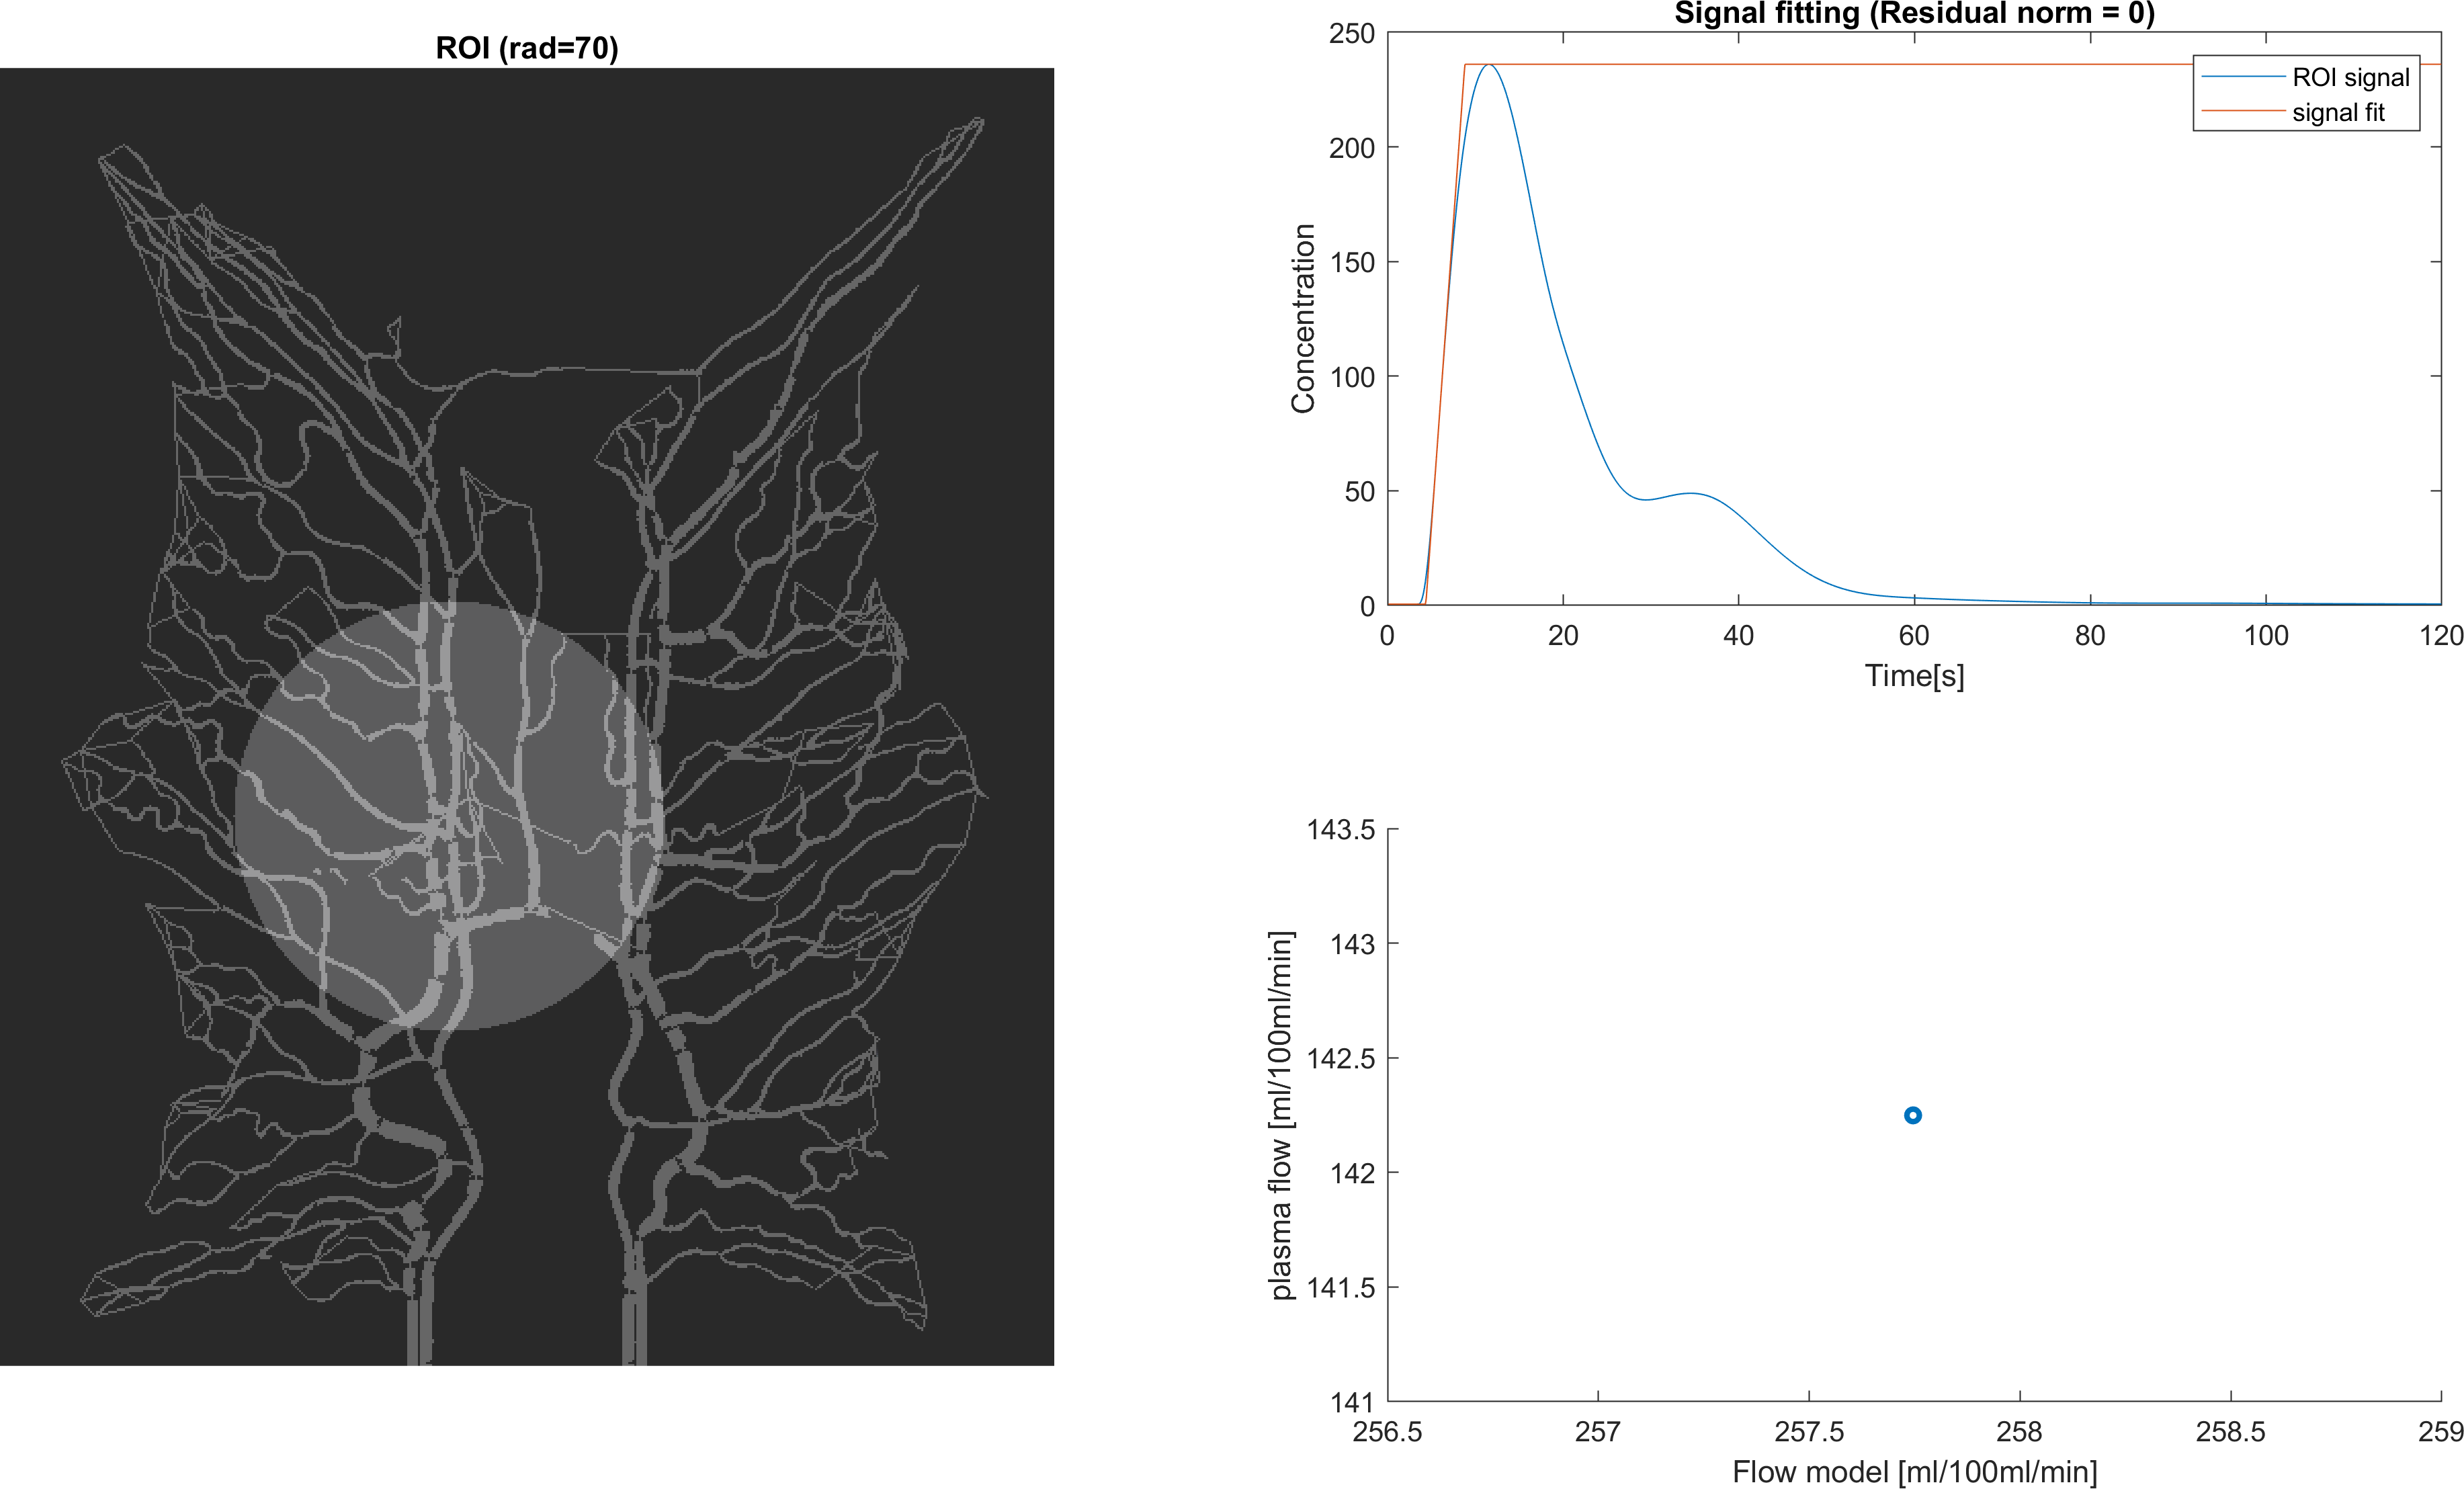 ROI (rad=70)
Signal fitting (Residual norm = 0)
250
200
150
100
50
0
Concentration
ROI signal
signal fit
0 20 40 60 80 100 120
Time[s]
143.5
143
142.5
142
141.5
141
plasma flow [ml/100ml/min]
256.5 257 257.5 258 258.5 259
Flow model [ml/100ml/min]